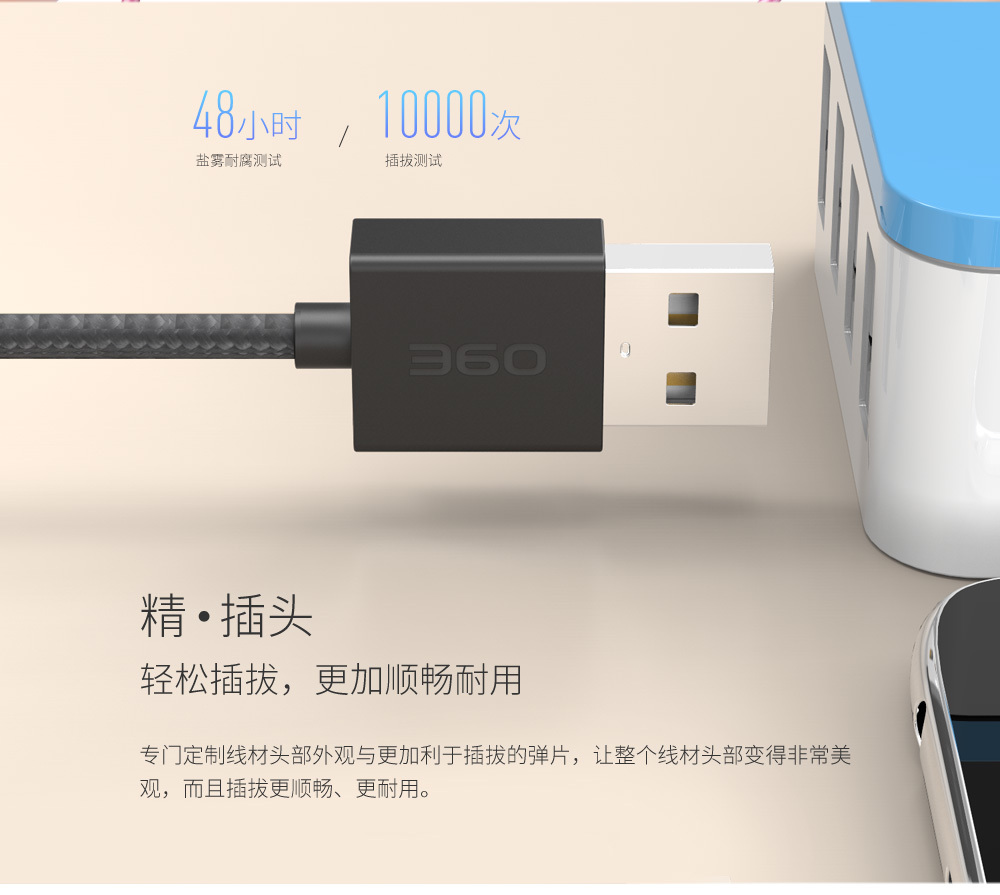 48小时 / 10000次
盐雾耐腐测试 插拔测试
360
精·插头
轻松插拔，更加顺畅耐用
专门定制线材头部外观与更加利于插拔的弹片，让整个线材头部变得非常美
观，而且插拔更顺畅、更耐用。